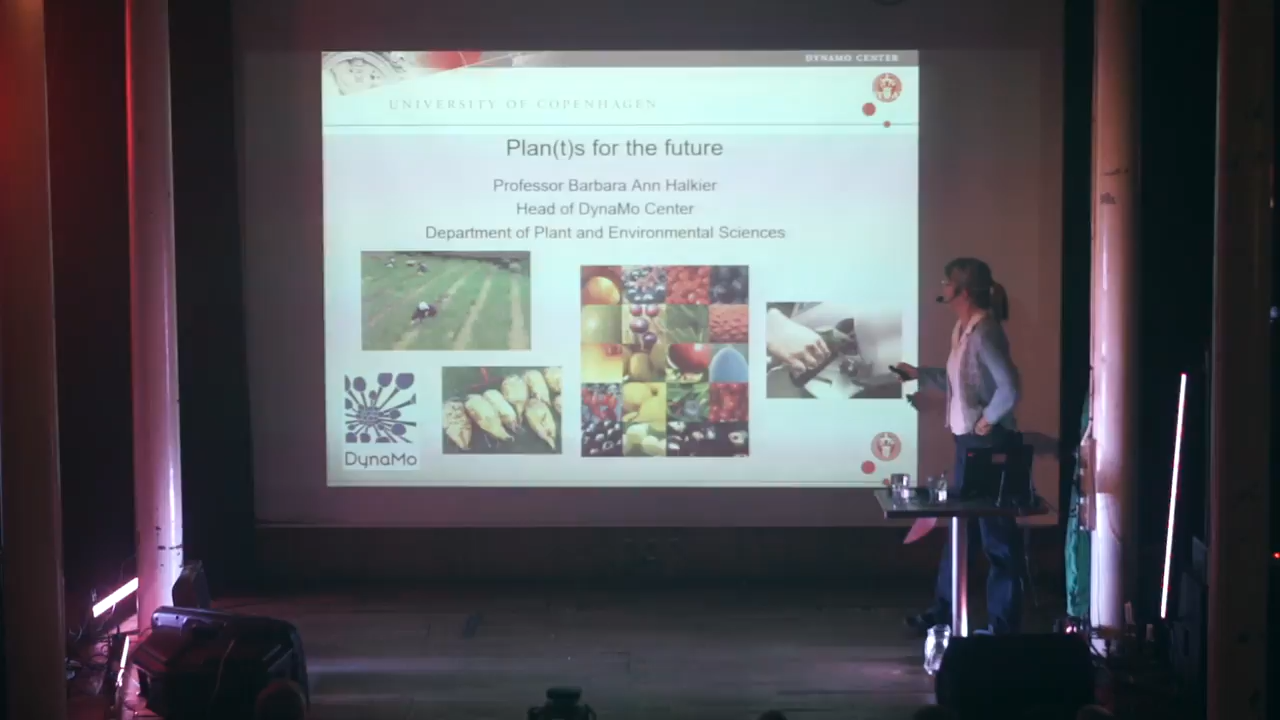 DYNAMO CENTER
UNIVERSITY OF COPENHAGEN
Plan(t)s for the future
Professor Barbara Ann Halkier
Head of DynaMo Center
Department of Plant and Environmental Sciences
DynaMo